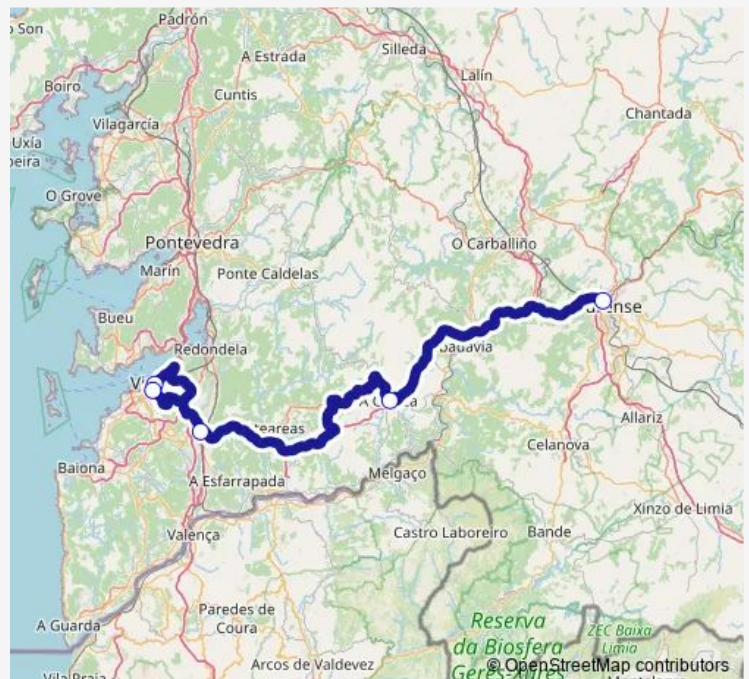 Padrón
Silleda
A Estrada
Lalín
Boiro
Cuntis
Chantada
Vilagarcía
O Grove
Pontevedra
O Carballiño
Marín
Ponte Caldelas
Bueu
Redondela
Allariz
Celanova
Baiona
Melgaço
A Esfarrapada
Xinzo de Limia
Valença
Castro Laboreiro
Bande
Paredes de
Coura
A Guarda
Reserva
da Biosfera
ZEC Baixa
Limia
Arcos de Valdevez
© OpenStreetMap contributors